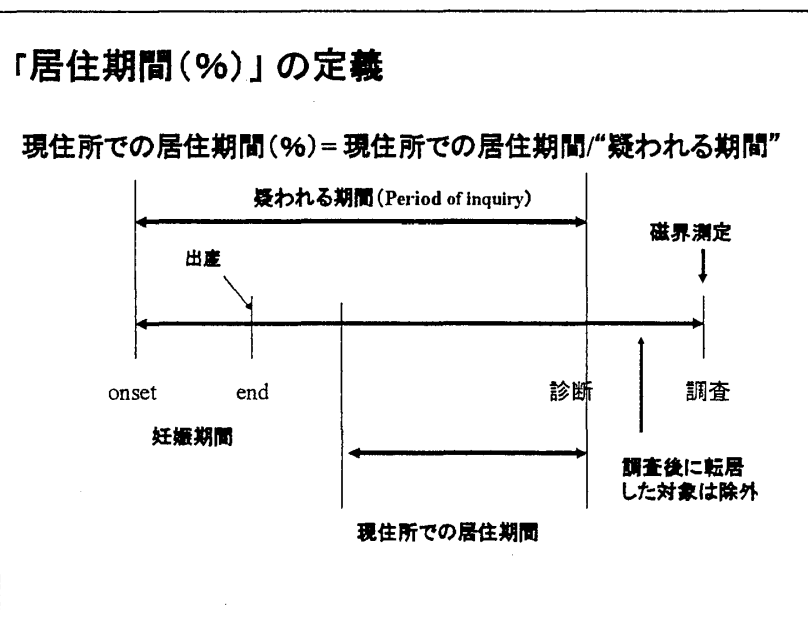 「居住期間(%)」の定義
現住所での居住期間(%)=現住所での居住期間/“疑われる期間”
疑われる期間(Period of inquiry)
磁界測定
出産
onset
end
診断
調査
妊娠期間
調査後に転居
した対象は除外
現住所での居住期間